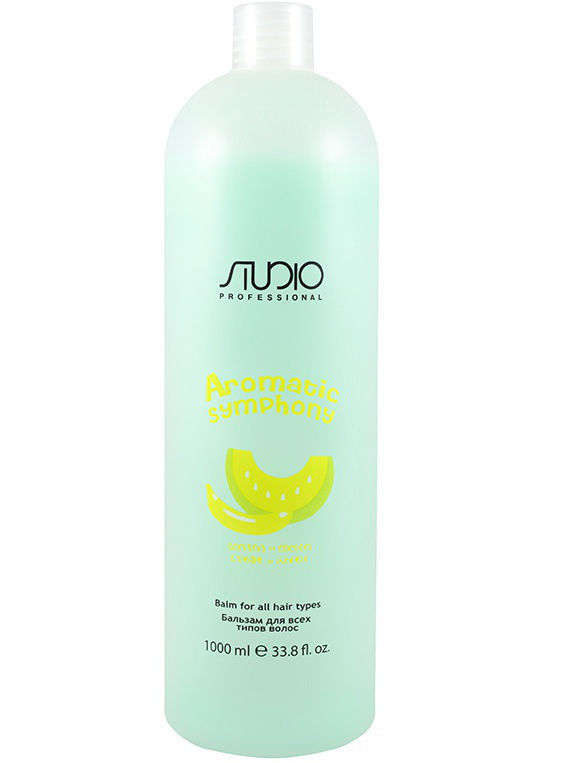 STUDIO
PROFESSIONAL
Aromatic
Symphony
Balm for all hair types
Бальзам для всех
типов волос
1000 ml e 33.8 fl. oz.